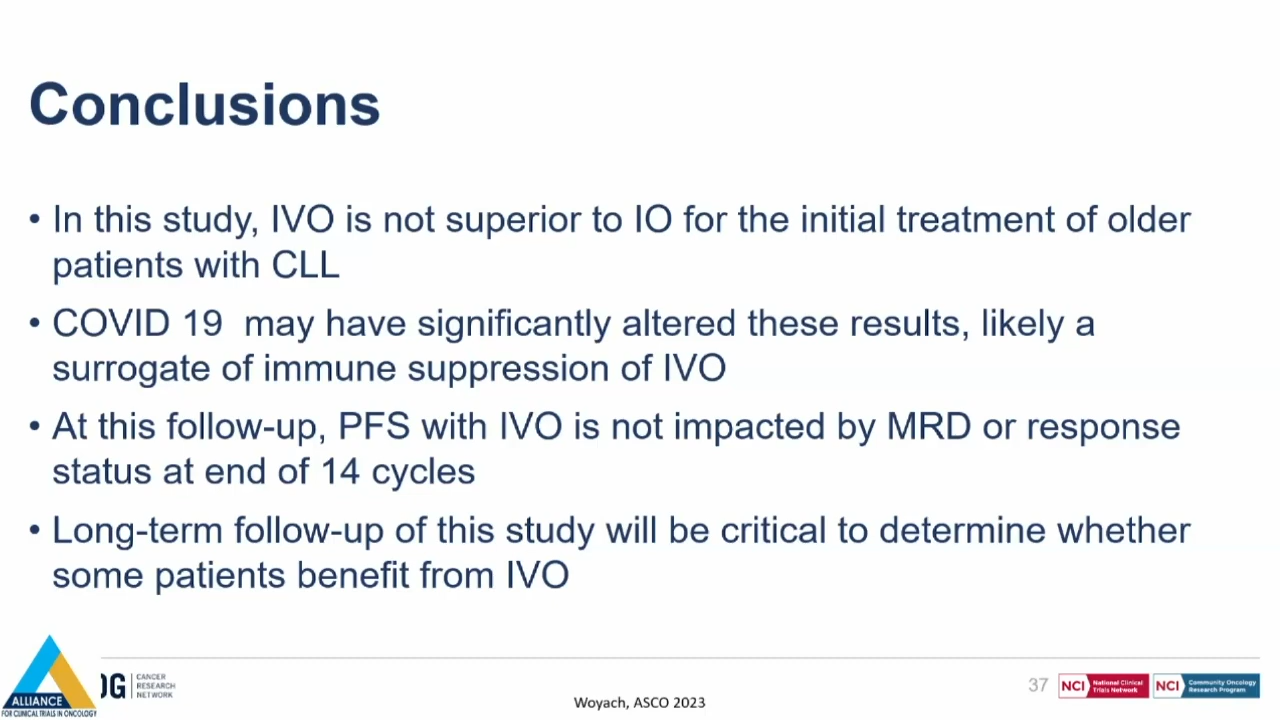 Conclusions
• In this study, IVO is not superior to IO for the initial treatment of older
patients with CLL
• COVID 19  may have significantly altered these results, likely a
surrogate of immune suppression of IVO
• At this follow-up, PFS with IVO is not impacted by MRD or response
status at end of 14 cycles
• Long-term follow-up of this study will be critical to determine whether
some patients benefit from IVO
ALLIANCE
FOR CLINICAL TRIALS IN ONCOLOGY
OG
CANCER
RESEARCH
NETWORK
Woyach, ASCO 2023
37
NCI National Clinical
Trials Network
NCI Community Oncology
Research Program